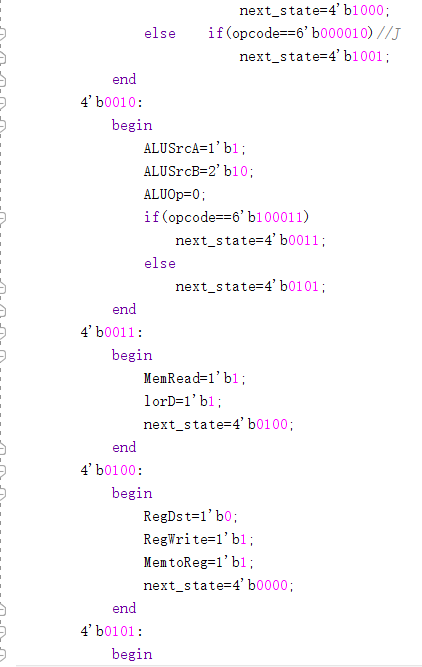 next_state=4'b1000;
else    if(opcode==6'b000010)//J
next_state=4'b1001;
end
4'b0010:
begin
ALUSrcA=1'b1;
ALUSrcB=2'b10;
ALUOp=0;
if(opcode==6'b100011)
next_state=4'b0011;
else
next_state=4'b0101;
end
4'b0011:
begin
MemRead=1'b1;
lorD=1'b1;
next_state=4'b0100;
end
4'b0100:
begin
RegDst=1'b0;
RegWrite=1'b1;
MemtoReg=1'b1;
next_state=4'b0000;
end
4'b0101:
begin